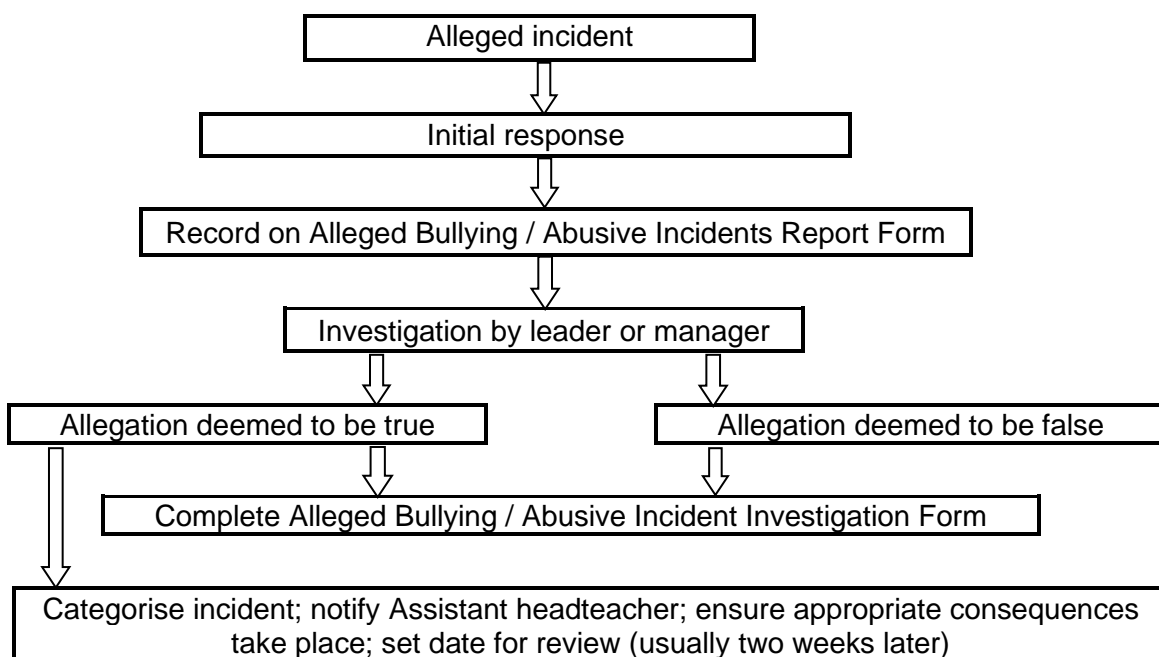 Alleged incident
Initial response
Record on Alleged Bullying / Abusive Incidents Report Form
Investigation by leader or manager
Allegation deemed to be true
Allegation deemed to be false
Complete Alleged Bullying / Abusive Incident Investigation Form
Categorise incident; notify Assistant headteacher; ensure appropriate consequences
take place; set date for review (usually two weeks later)